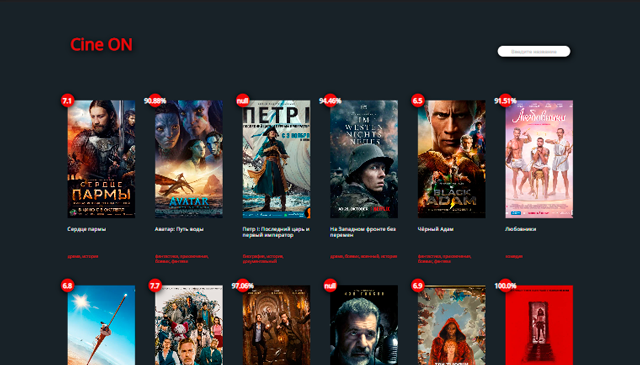 Cine ON
Введите название
7.1
90.88%
null
94.46%
6.5
91.51%
СЕРДЦЕ
ПАРМЫ
AVATAR
ПЕТР I
IM
WESTEN
NICHTS
NEUES
BLACK
ADAM
Любовники
Сердце пармы
Аватар: Путь воды
Петр I: Последний царь и
первый император
На Западном фронте без
перемен
Чёрный Адам
Любовники
драма, история
фантастика, приключения,
боевик, фэнтези
биография, история,
документальный
драма, боевик, военный, история
фантастика, приключения,
боевик, фэнтези
комедия
6.8
7.7
97.06%
null
6.9
100.0%